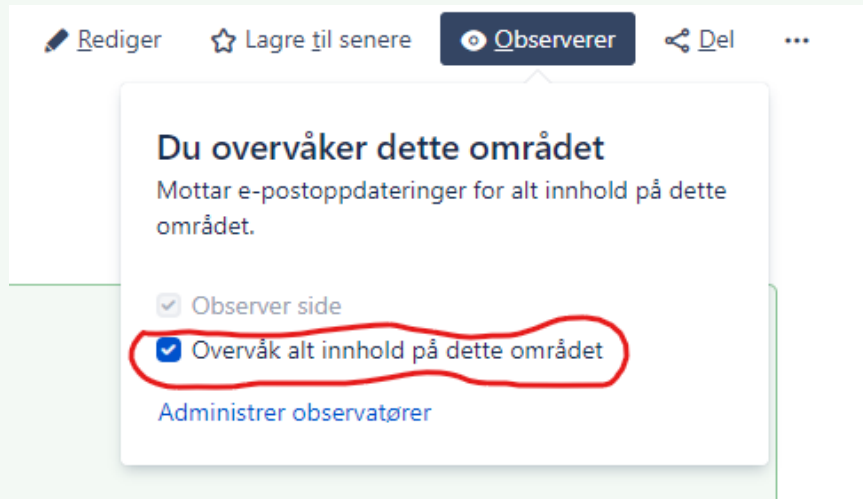 Rediger Lagre til senere Observerer Del
Du overvåker dette området
Mottar e-postoppdateringer for alt innhold på dette
området.
Observer side
Overvåk alt innhold på dette området
Administrer observatører